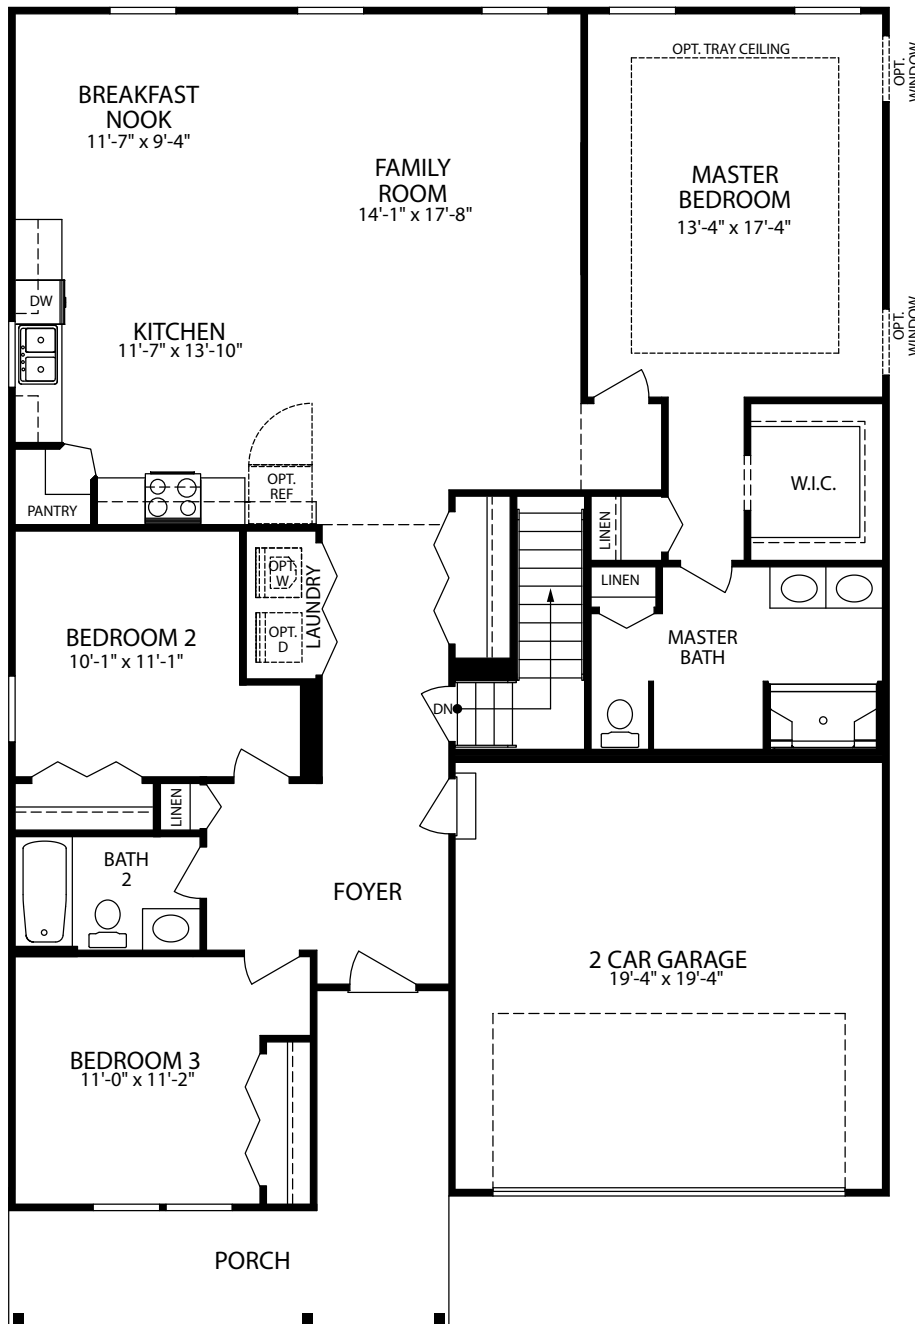 OPT. TRAY CEILING
OPT.
WINDOW
BREAKFAST
NOOK
11'-7" x 9'-4"
FAMILY
ROOM
14'-1" x 17'-8"
MASTER
BEDROOM
13'-4" x 17'-4"
DW
KITCHEN
11'-7" x 13'-10"
OPT.
WINDOW
OPT.
REF
PANTRY
W.I.C.
LINEN
OPT.
W
LAUNDRY
OPT.
D
LINEN
BEDROOM 2
10'-1" x 11'-1"
MASTER
BATH
DN
LINEN
BATH
2
FOYER
2 CAR GARAGE
19'-4" x 19'-4"
BEDROOM 3
11'-0" x 11'-2"
PORCH